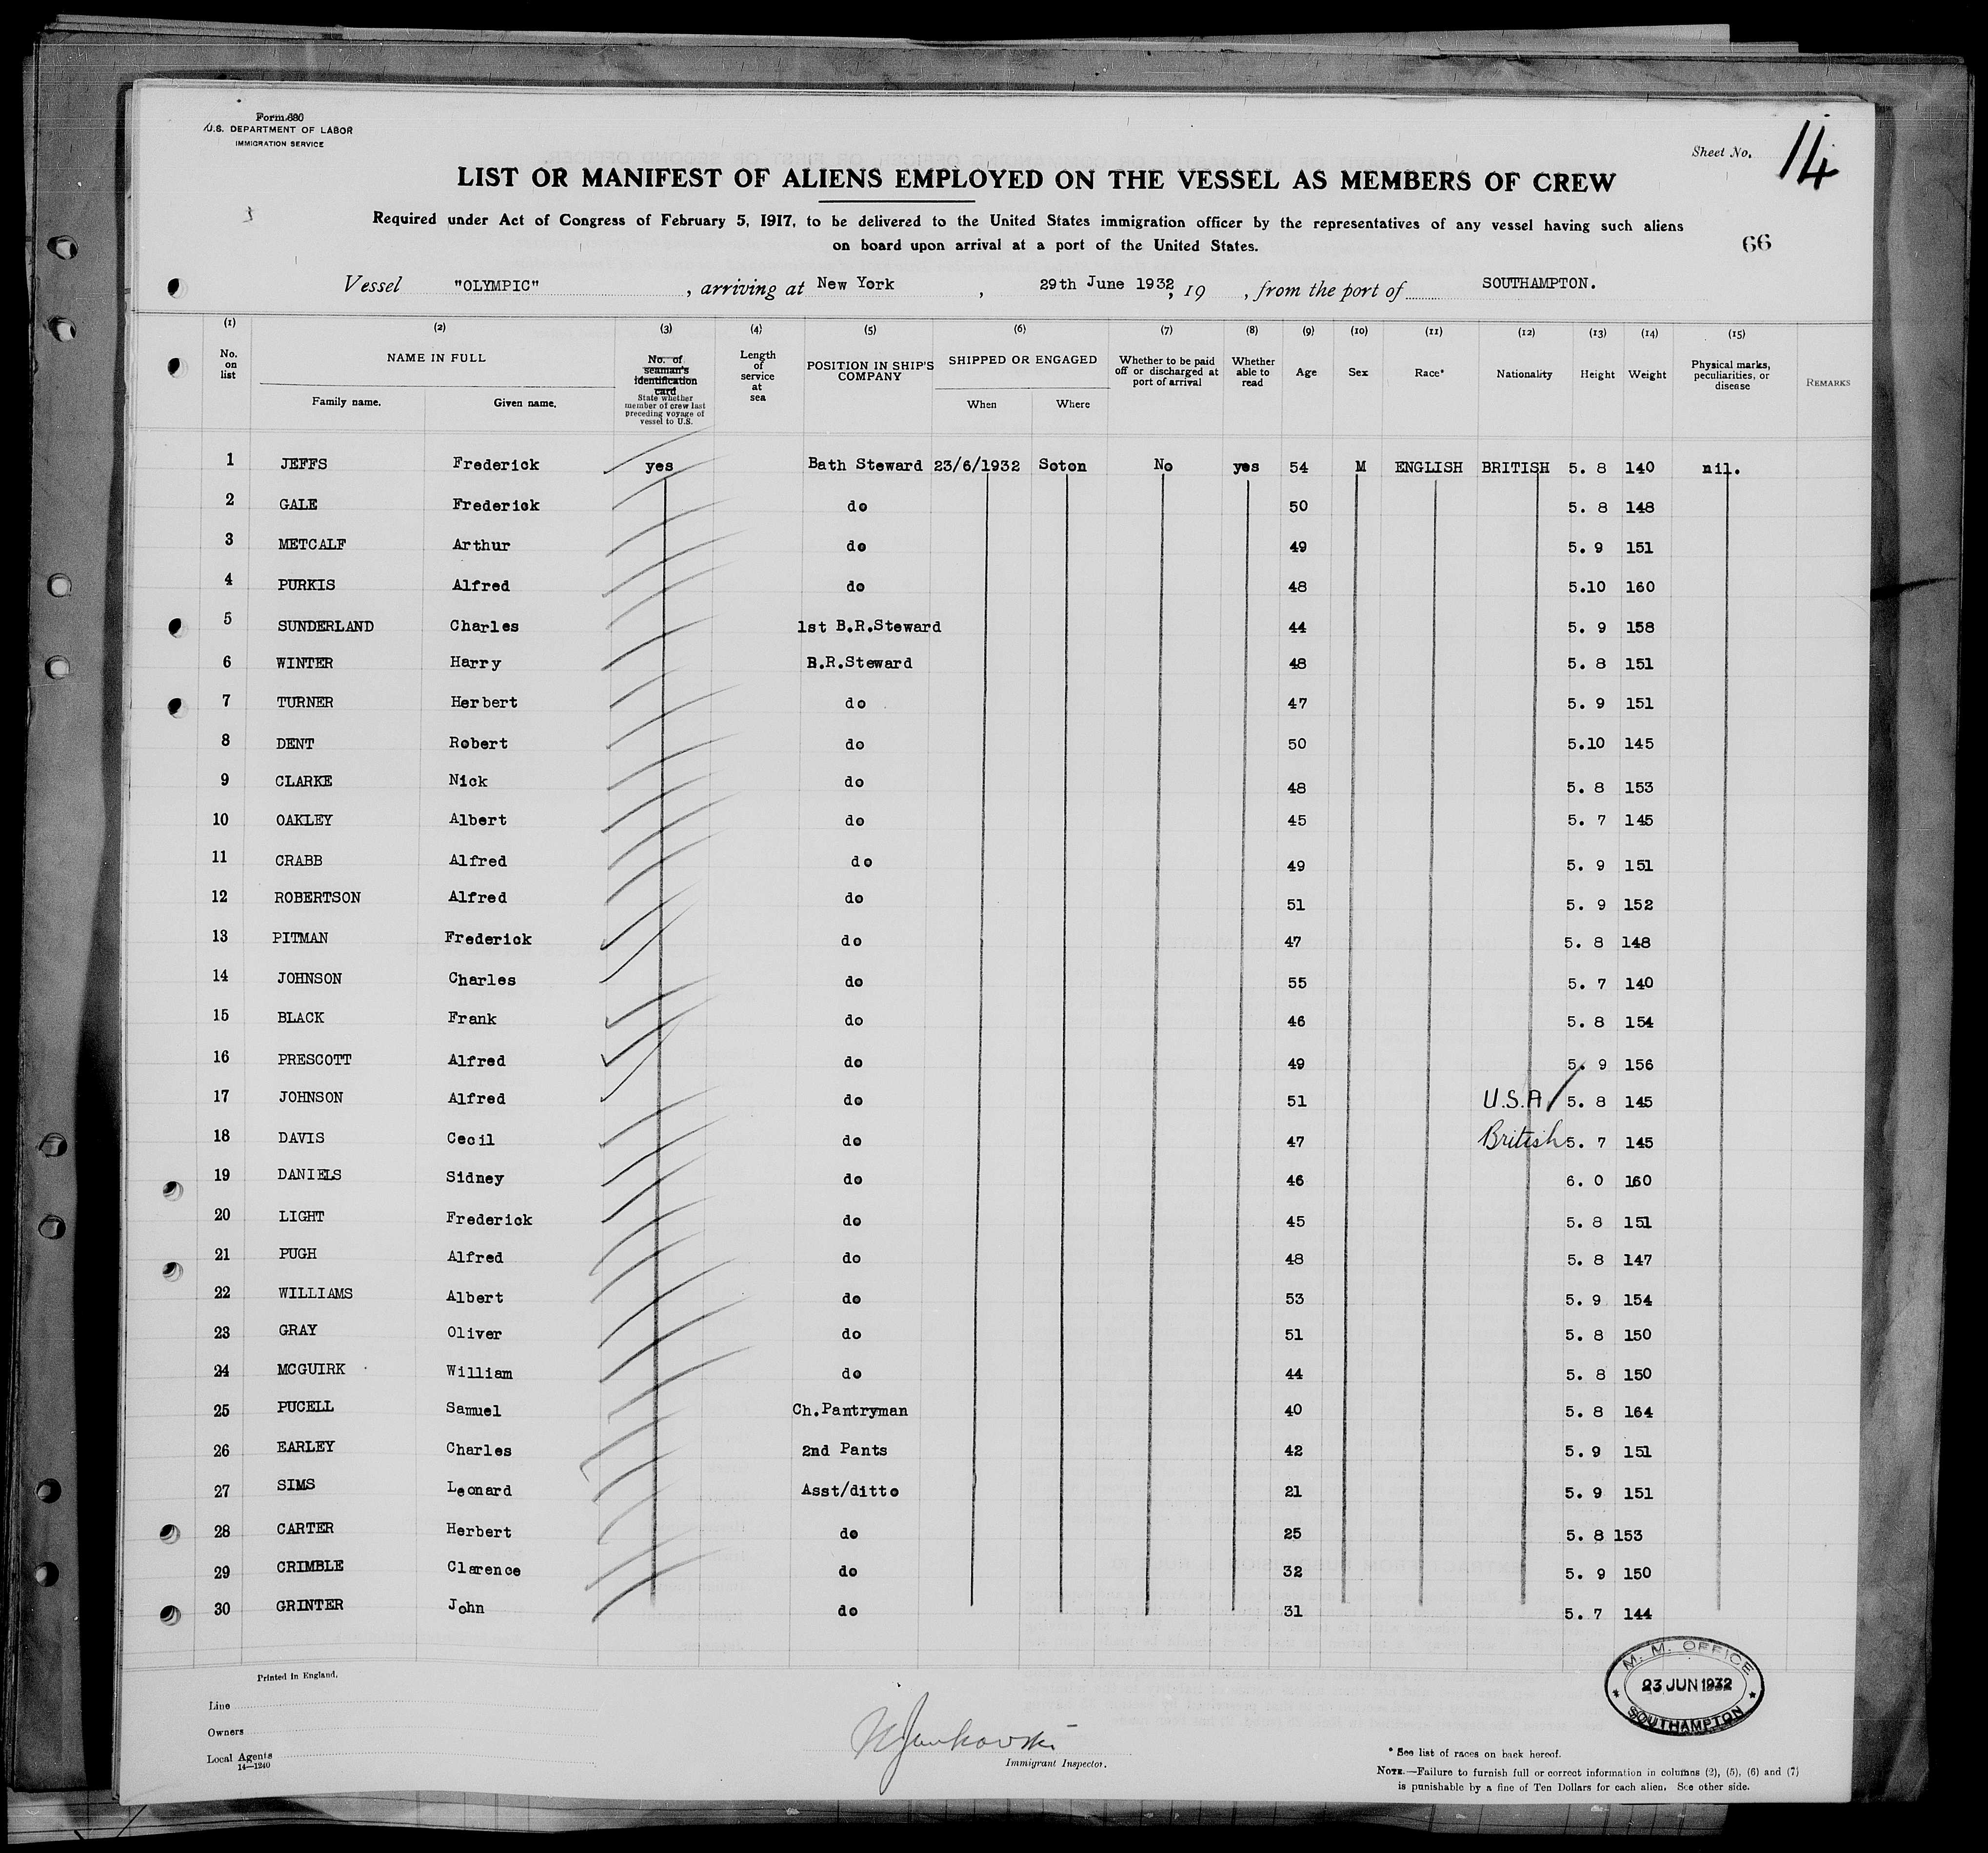 Form 680
U.S. DEPARTMENT OF LABOR
IMMIGRATION SERVICE
Sheet No. 14
LIST OR MANIFEST OF ALIENS EMPLOYED ON THE VESSEL AS MEMBERS OF CREW
Required under Act of Congress of February 5, 1917, to be delivered to the United States immigration officer by the representatives of any vessel having such aliens
on board upon arrival at a port of the United States.
66
Vessel "OLYMPIC", arriving at New York, 29th June 1932, 19 , from the port of SOUTHAMPTON.
(1) (2) (3) (4) (5) (6) (7) (8) (9) (10) (11) (12) (13) (14) (15)
No. on list
NAME IN FULL
Family name. Given name.
No. of seaman's identification card
State whether member of crew last preceding voyage of vessel to U.S.
Length of service at sea
POSITION IN SHIP'S COMPANY
SHIPPED OR ENGAGED
When Where
Whether to be paid off or discharged at port of arrival
Whether able to read
Age Sex Race* Nationality Height Weight
Physical marks, peculiarities, or disease
REMARKS
1 JEFFS Frederick yes Bath Steward 23/6/1932 Soton No yes 54 M ENGLISH BRITISH 5. 8 140 nil.
2 GALE Frederick do 50 5. 8 148
3 METCALF Arthur do 49 5. 9 151
4 PURKIS Alfred do 48 5.10 160
5 SUNDERLAND Charles 1st B.R.Steward 44 5. 9 158
6 WINTER Harry B.R.Steward 48 5. 8 151
7 TURNER Herbert do 47 5. 9 151
8 DENT Robert do 50 5.10 145
9 CLARKE Nick do 48 5. 8 153
10 OAKLEY Albert do 45 5. 7 145
11 CRABB Alfred do 49 5. 9 151
12 ROBERTSON Alfred do 51 5. 9 152
13 PITMAN Frederick do 47 5. 8 148
14 JOHNSON Charles do 55 5. 7 140
15 BLACK Frank do 46 5. 8 154
16 PRESCOTT Alfred do 49 5. 9 156
17 JOHNSON Alfred do 51 U.S.A 5. 8 145
18 DAVIS Cecil do 47 British 5. 7 145
19 DANIELS Sidney do 46 6. 0 160
20 LIGHT Frederick do 45 5. 8 151
21 PUGH Alfred do 48 5. 8 147
22 WILLIAMS Albert do 53 5. 9 154
23 GRAY Oliver do 51 5. 8 150
24 MCGUIRK William do 44 5. 8 150
25 PUCELL Samuel Ch.Pantryman 40 5. 8 164
26 EARLEY Charles 2nd Pants 42 5. 9 151
27 SIMS Leonard Asst/ditto 21 5. 9 151
28 CARTER Herbert do 25 5. 8 153
29 CRIMBLE Clarence do 32 5. 9 150
30 GRINTER John do 31 5. 7 144
Printed in England.
Line
Owners
Local Agents
14—1240
Immigrant Inspector.
M. M. OFFICE
23 JUN 1932
SOUTHAMPTON
* See list of races on back hereof.
NOTE.—Failure to furnish full or correct information in columns (2), (5), (6) and (7)
is punishable by a fine of Ten Dollars for each alien. See other side.